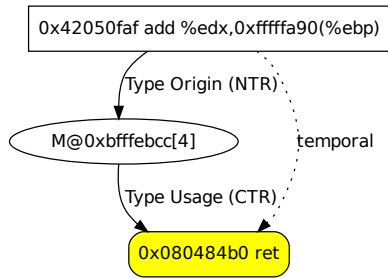 0x42050faf add %edx,0xfffffa90(%ebp)
Type Origin (NTR)
M@0xbfffebcc[4]
temporal
Type Usage (CTR)
0x080484b0 ret